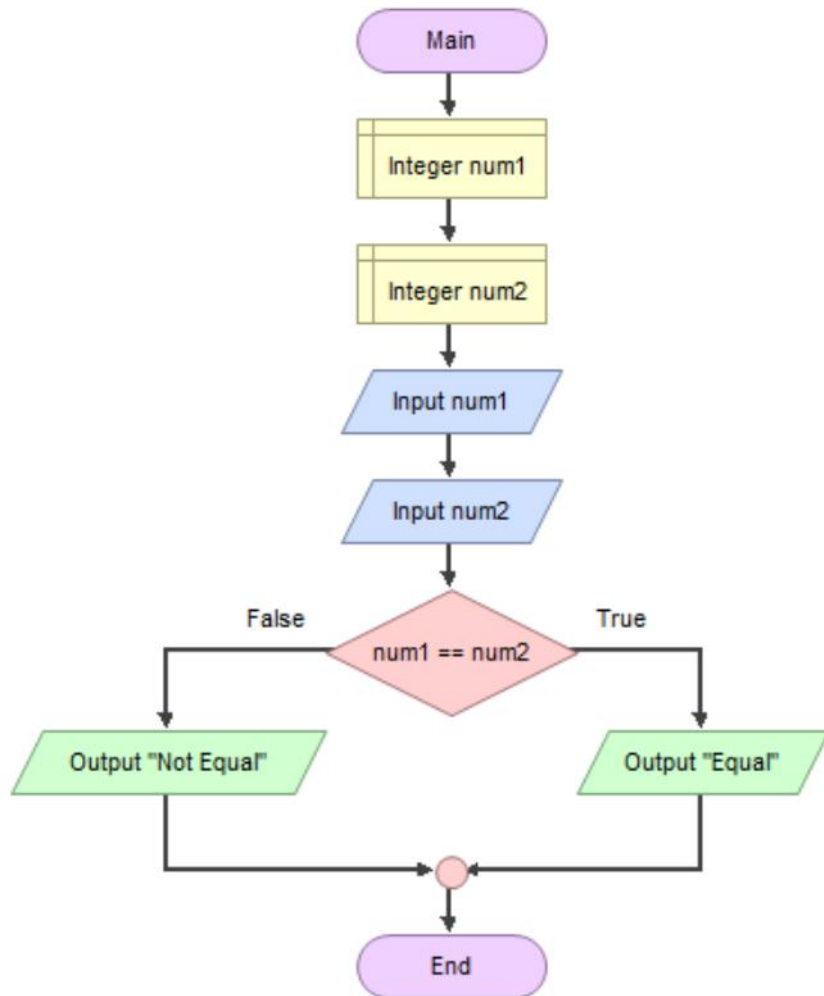 Main
Integer num1
Integer num2
Input num1
Input num2
False
True
num1 == num2
Output "Not Equal"
Output "Equal"
End